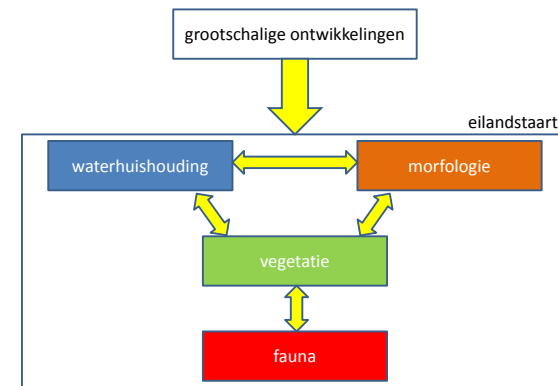 grootschalige ontwikkelingen
eilandstaart
waterhuishouding
morfologie
vegetatie
fauna